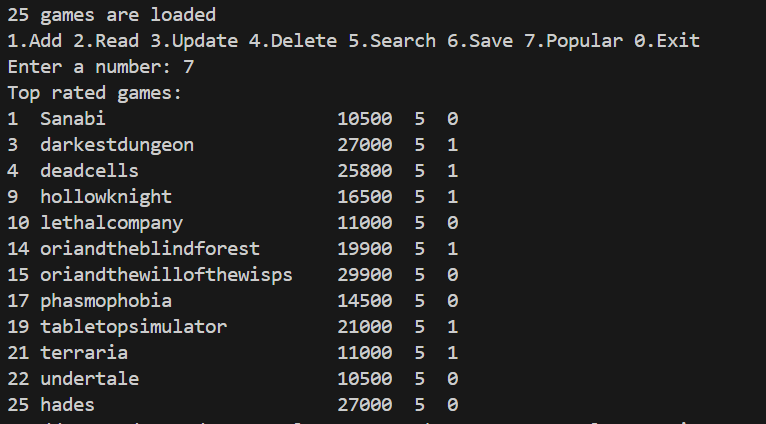 25 games are loaded
1.Add 2.Read 3.Update 4.Delete 5.Search 6.Save 7.Popular 0.Exit
Enter a number: 7
Top rated games:
1  Sanabi                     10500  5  0
3  darkestdungeon             27000  5  1
4  deadcells                  25800  5  1
9  hollowknight               16500  5  1
10 lethalcompany              11000  5  0
14 oriandtheblindforest       19900  5  1
15 oriandthewillofthewisps    29900  5  0
17 phasmophobia               14500  5  0
19 tabletopsimulator          21000  5  1
21 terraria                   11000  5  1
22 undertale                  10500  5  0
25 hades                      27000  5  0